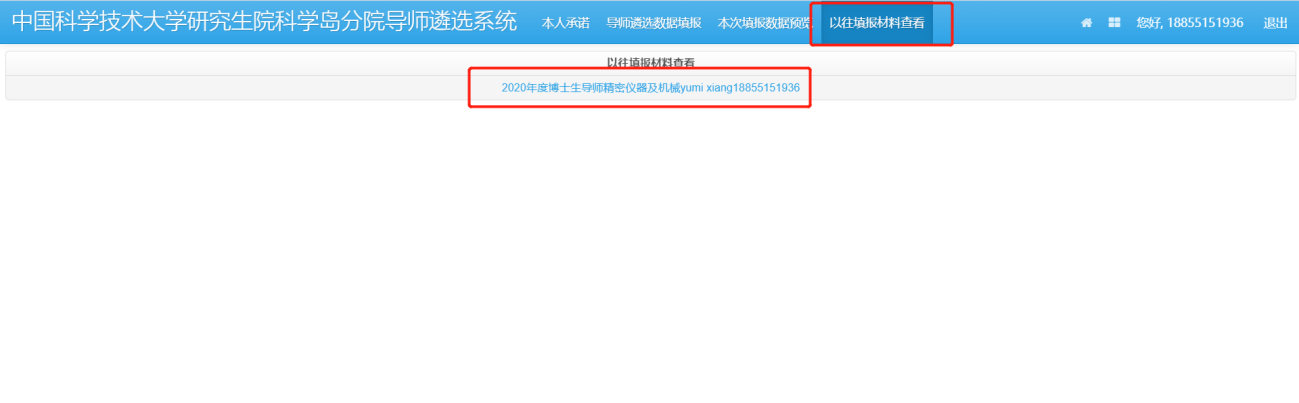 中国科学技术大学研究生院科学岛分院导师遴选系统 本人承诺 导师遴选数据填报 本次填报数据预览 以往填报材料查看 您好, 18855151936 退出
以往填报材料查看
2020年度博士生导师精密仪器及机械yumi xiang18855151936